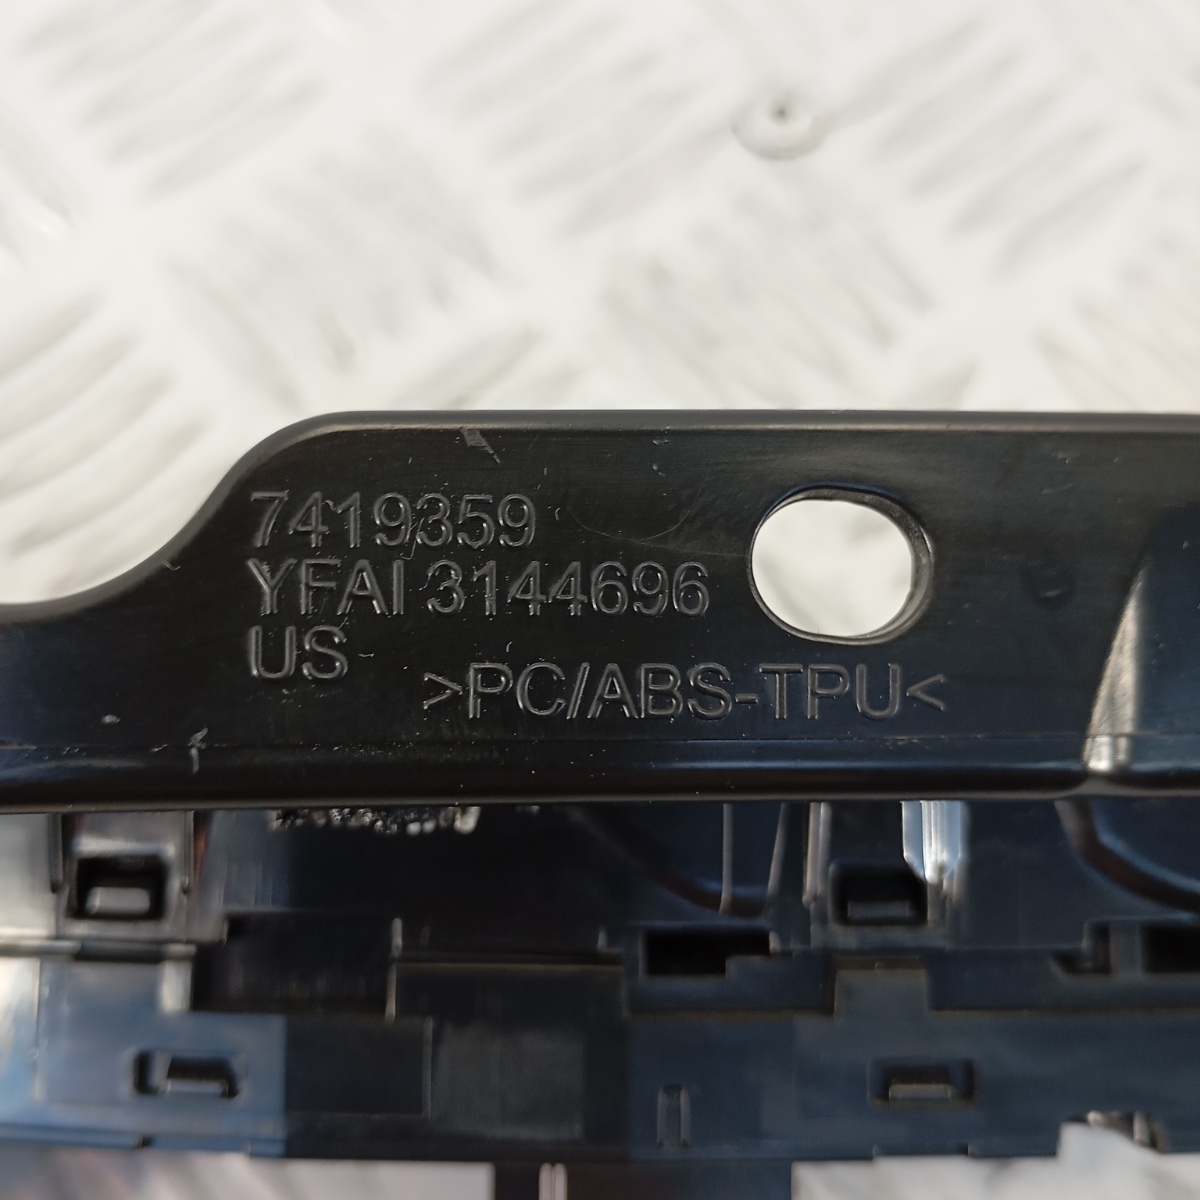 7419359
YFAI 3144696
US
>PC/ABS-TPU<